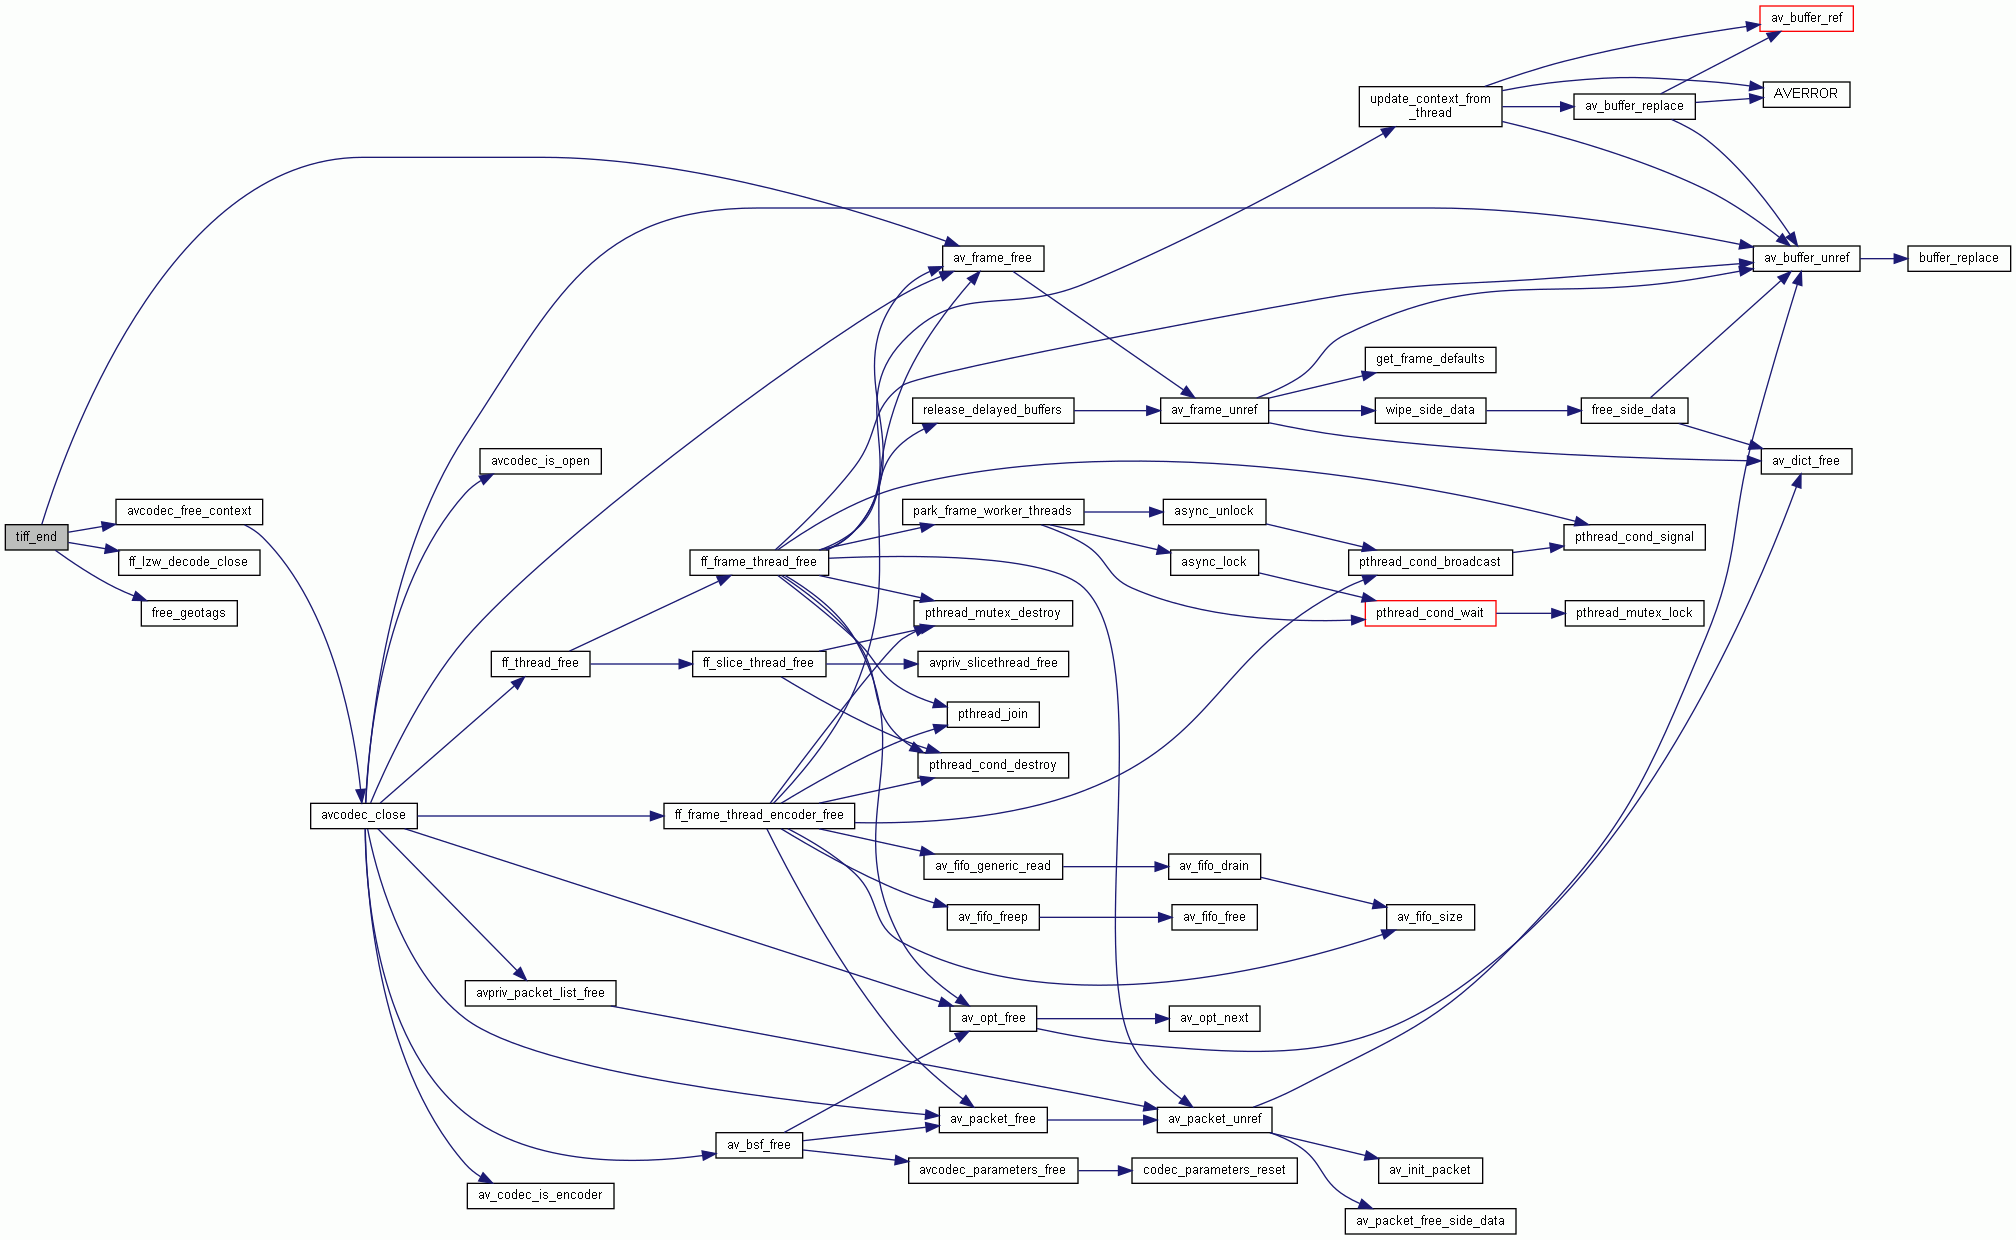 av_buffer_ref
update_context_from
_thread
av_buffer_replace
AVERROR
av_frame_free
av_buffer_unref
buffer_replace
get_frame_defaults
release_delayed_buffers
av_frame_unref
wipe_side_data
free_side_data
avcodec_is_open
av_dict_free
avcodec_free_context
park_frame_worker_threads
async_unlock
tiff_end
pthread_cond_signal
ff_lzw_decode_close
ff_frame_thread_free
async_lock
pthread_cond_broadcast
free_geotags
pthread_mutex_destroy
pthread_cond_wait
pthread_mutex_lock
ff_thread_free
ff_slice_thread_free
avpriv_slicethread_free
pthread_join
pthread_cond_destroy
avcodec_close
ff_frame_thread_encoder_free
av_fifo_generic_read
av_fifo_drain
av_fifo_freep
av_fifo_free
av_fifo_size
avpriv_packet_list_free
av_opt_free
av_opt_next
av_packet_free
av_packet_unref
av_bsf_free
avcodec_parameters_free
codec_parameters_reset
av_init_packet
av_codec_is_encoder
av_packet_free_side_data